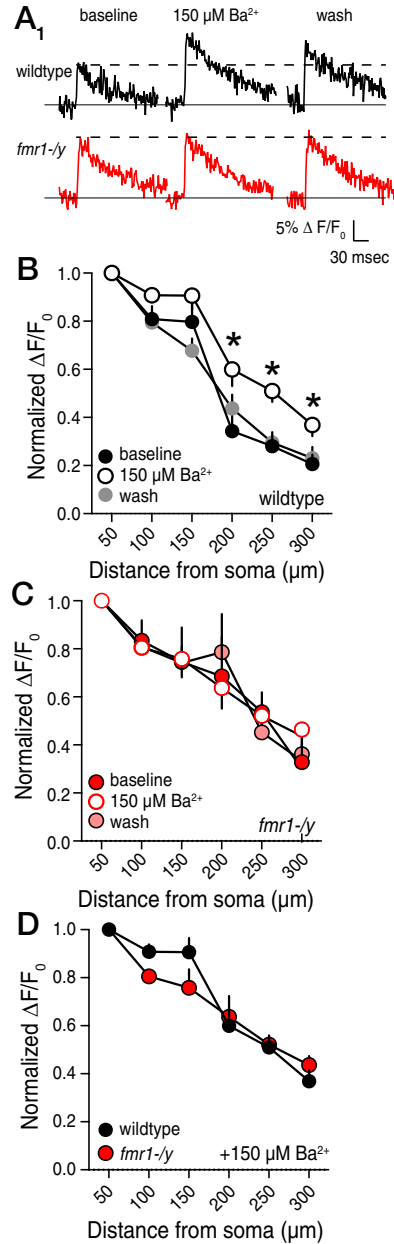 A1
baseline 150 µM Ba2+ wash
wildtype
fmr1-/y
5% Δ F/F0
30 msec
B
Normalized ΔF/F0
1.0
0.8
0.6
0.4
0.2
0.0
* * *
baseline
150 µM Ba2+
wash
wildtype
50 100 150 200 250 300
Distance from soma (µm)
C
Normalized ΔF/F0
1.0
0.8
0.6
0.4
0.2
0.0
baseline
150 µM Ba2+
wash
fmr1-/y
50 100 150 200 250 300
Distance from soma (µm)
D
Normalized ΔF/F0
1.0
0.8
0.6
0.4
0.2
0.0
wildtype
fmr1-/y
+150 µM Ba2+
50 100 150 200 250 300
Distance from soma (µm)